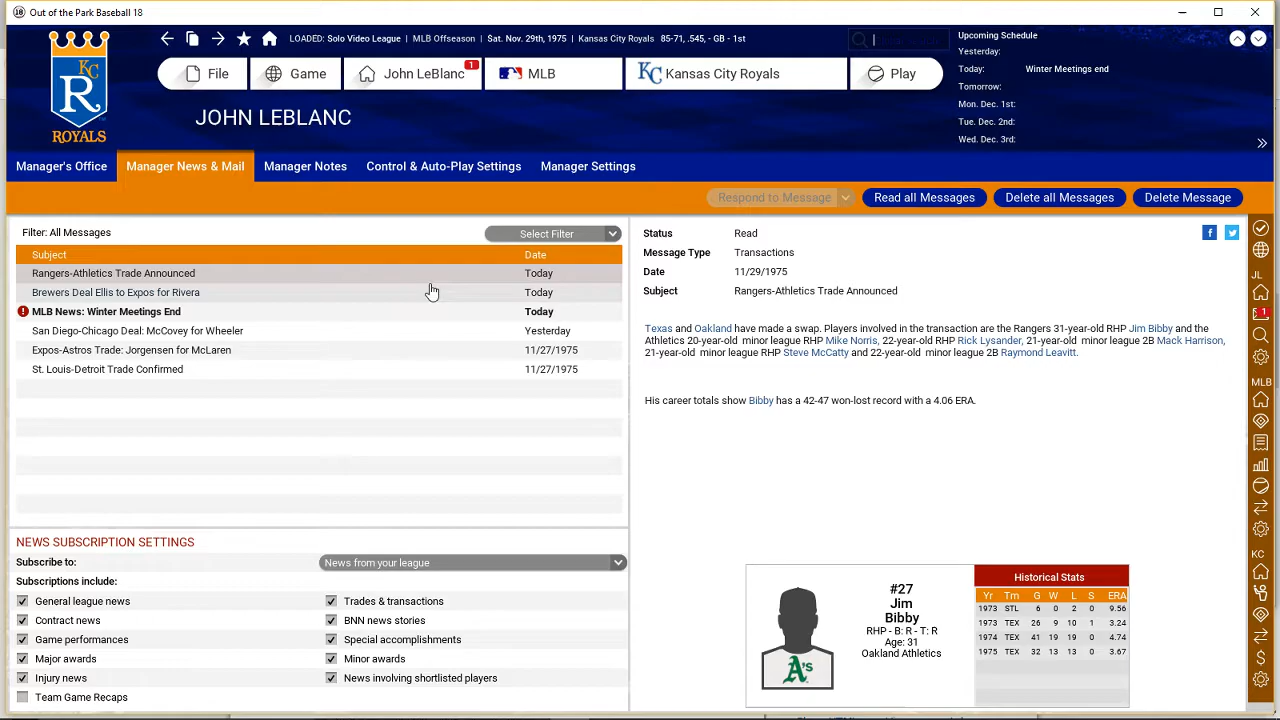 Out of the Park Baseball 18
LOADED: Solo Video League | MLB Offseason | Sat. Nov. 29th, 1975 | Kansas City Royals 85-71, .545, - GB - 1st
Upcoming Schedule
Yesterday:
Today: Winter Meetings end
Tomorrow:
Mon. Dec. 1st:
Tue. Dec. 2nd:
Wed. Dec. 3rd:
KC
R
ROYALS
File
Game
John LeBlanc
1
MLB
Kansas City Royals
Play
JOHN LEBLANC
Manager's Office
Manager News & Mail
Manager Notes
Control & Auto-Play Settings
Manager Settings
Respond to Message
Read all Messages
Delete all Messages
Delete Message
Filter: All Messages
Select Filter
Subject Date
Rangers-Athletics Trade Announced Today
Brewers Deal Ellis to Expos for Rivera Today
MLB News: Winter Meetings End Today
San Diego-Chicago Deal: McCovey for Wheeler Yesterday
Expos-Astros Trade: Jorgensen for McLaren 11/27/1975
St. Louis-Detroit Trade Confirmed 11/27/1975
NEWS SUBSCRIPTION SETTINGS
Subscribe to: News from your league
Subscriptions include:
General league news Trades & transactions
Contract news BNN news stories
Game performances Special accomplishments
Major awards Minor awards
Injury news News involving shortlisted players
Team Game Recaps
Status Read
Message Type Transactions
Date 11/29/1975
Subject Rangers-Athletics Trade Announced
Texas and Oakland have made a swap. Players involved in the transaction are the Rangers 31-year-old RHP Jim Bibby and the
Athletics 20-year-old minor league RHP Mike Norris, 22-year-old RHP Rick Lysander, 21-year-old minor league 2B Mack Harrison,
21-year-old minor league RHP Steve McCatty and 22-year-old minor league 2B Raymond Leavitt.
His career totals show Bibby has a 42-47 won-lost record with a 4.06 ERA.
A's
#27
Jim
Bibby
RHP - B: R - T: R
Age: 31
Oakland Athletics
Historical Stats
Yr Tm G W L S ERA
1973 STL 6 0 2 0 9.56
1973 TEX 26 9 10 1 3.24
1974 TEX 41 19 19 0 4.74
1975 TEX 32 13 13 0 3.67
JL
1
MLB
KC